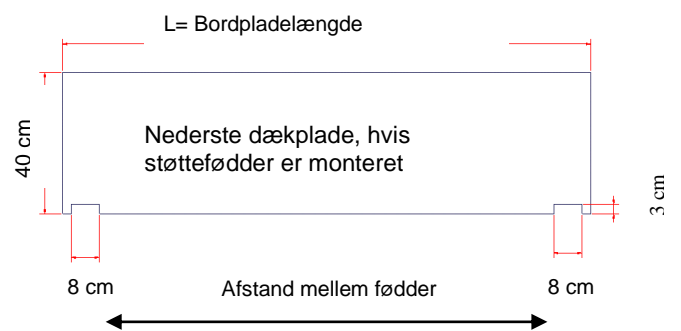 L= Bordpladelængde
40 cm
Nederste dækplade, hvis
støttefødder er monteret
3 cm
8 cm
Afstand mellem fødder
8 cm